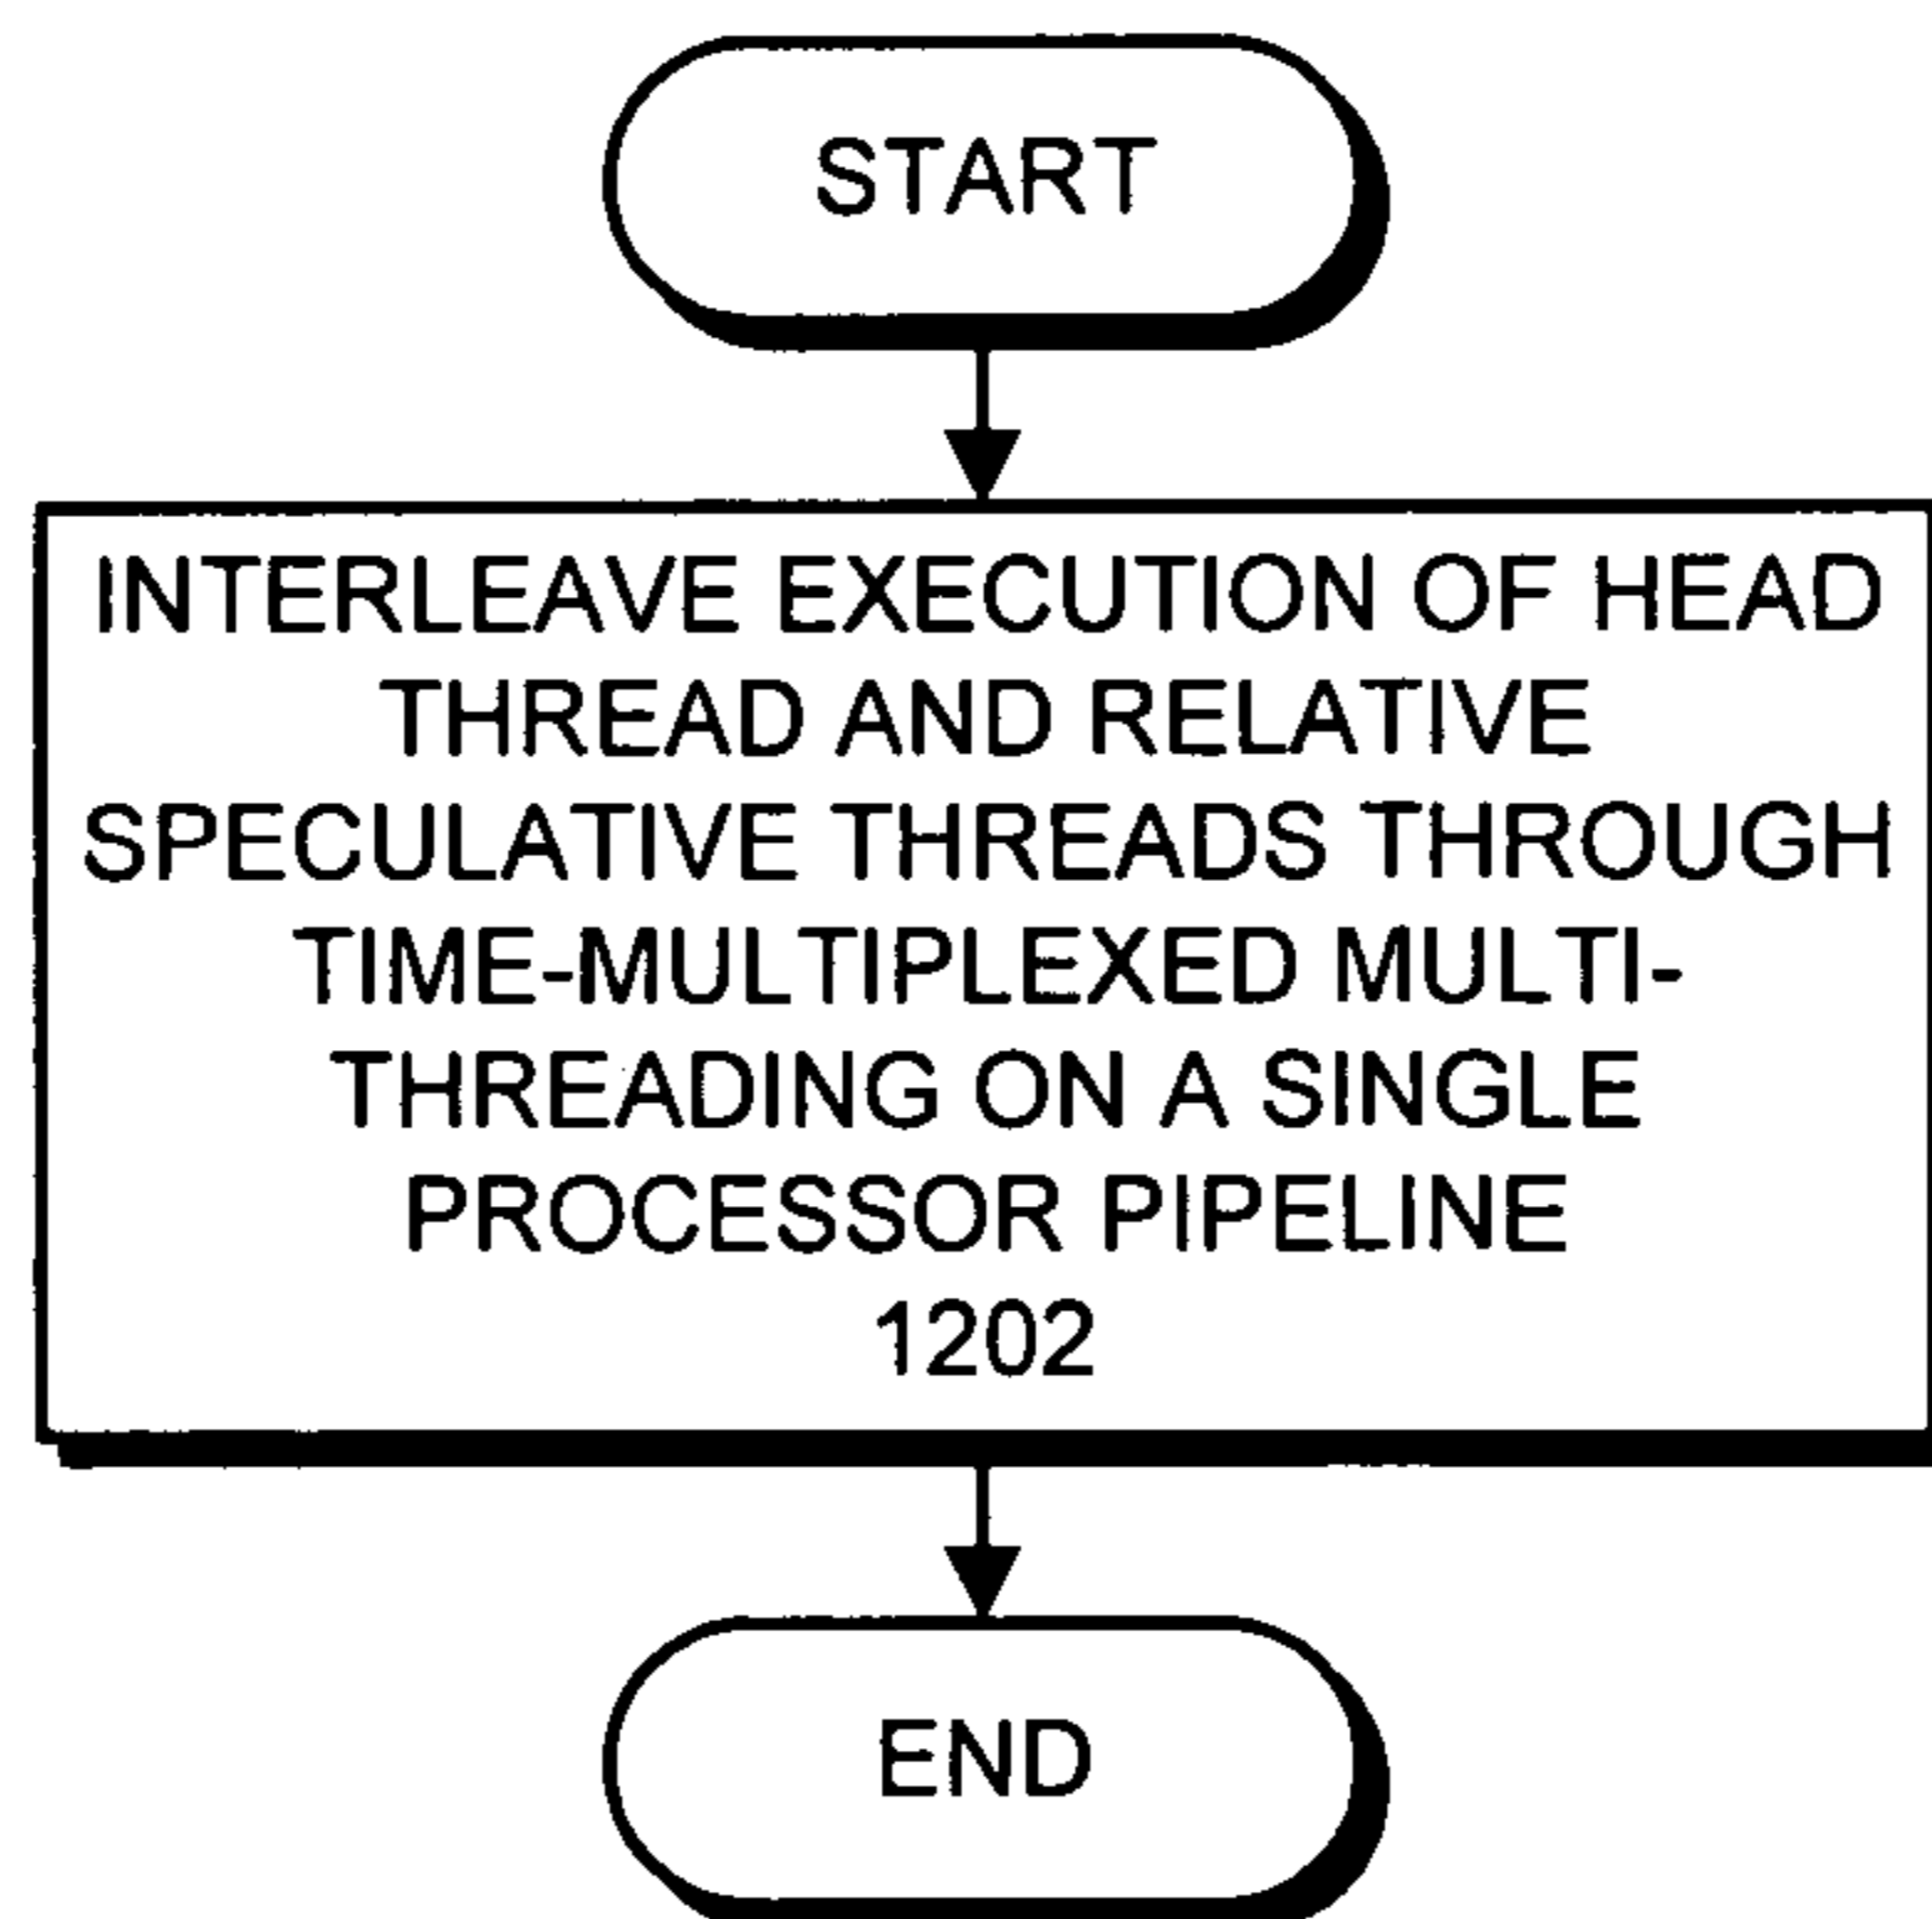 START
INTERLEAVE EXECUTION OF HEAD
THREAD AND RELATIVE
SPECULATIVE THREADS THROUGH
TIME-MULTIPLEXED MULTI-
THREADING ON A SINGLE
PROCESSOR PIPELINE
1202
END